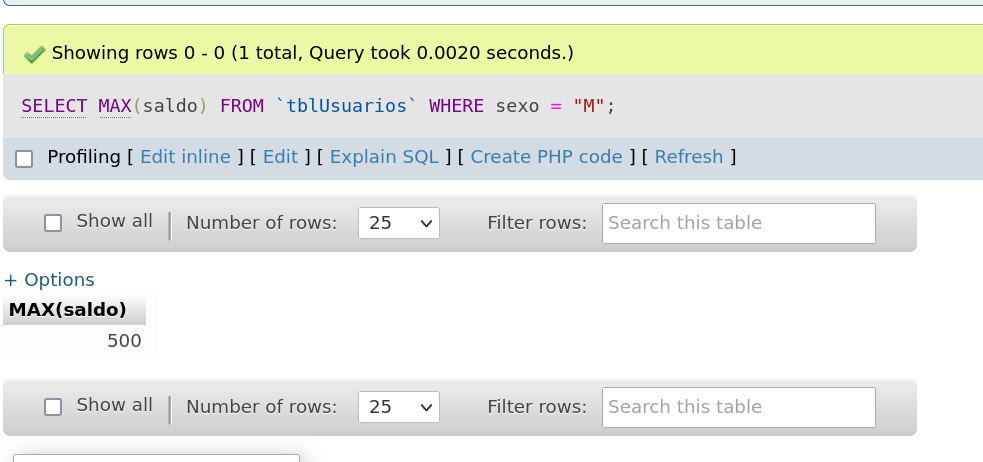 Showing rows 0 - 0 (1 total, Query took 0.0020 seconds.)
SELECT MAX(saldo) FROM `tblUsuarios` WHERE sexo = "M";
Profiling [ Edit inline ] [ Edit ] [ Explain SQL ] [ Create PHP code ] [ Refresh ]
Show all | Number of rows: 25 Filter rows: Search this table
+ Options
MAX(saldo)
500
Show all | Number of rows: 25 Filter rows: Search this table